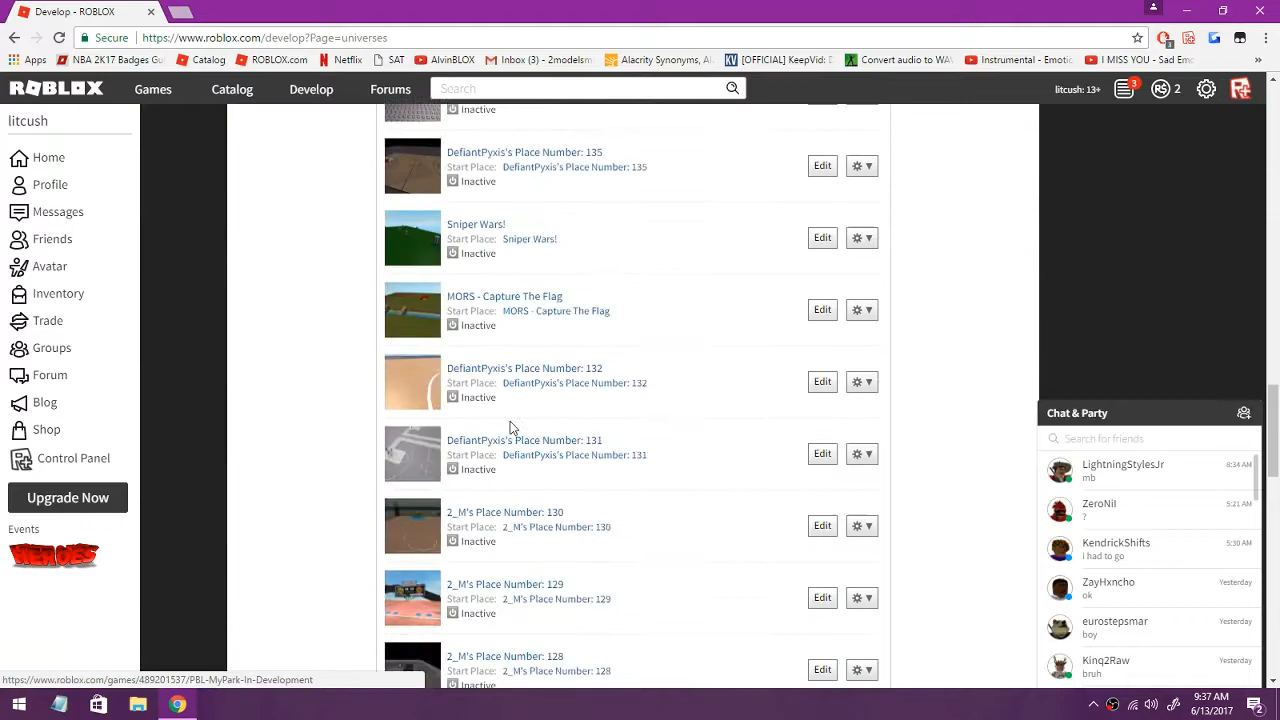 Develop - ROBLOX
Secure https://www.roblox.com/develop?Page=universes
Apps NBA 2K17 Badges Gui Catalog ROBLOX.com Netflix SAT AlvinBLOX Inbox (3) - 2modelsm Alacrity Synonyms, Al [OFFICIAL] KeepVid: D Convert audio to WAV Instrumental - Emotic I Miss You - Sad Emo
ROBLOX Games Catalog Develop Forums Search litcush: 13+ 3 2
litcush
Home
Profile
Messages
Friends
Avatar
Inventory
Trade
Groups
Forum
Blog
Shop
Control Panel
Upgrade Now
Events
HEROES
Inactive
DefiantPyxis's Place Number: 135
Start Place: DefiantPyxis's Place Number: 135
Inactive
Edit
Sniper Wars!
Start Place: Sniper Wars!
Inactive
Edit
MORS - Capture The Flag
Start Place: MORS - Capture The Flag
Inactive
Edit
DefiantPyxis's Place Number: 132
Start Place: DefiantPyxis's Place Number: 132
Inactive
Edit
DefiantPyxis's Place Number: 131
Start Place: DefiantPyxis's Place Number: 131
Inactive
Edit
2_M's Place Number: 130
Start Place: 2_M's Place Number: 130
Inactive
Edit
2_M's Place Number: 129
Start Place: 2_M's Place Number: 129
Inactive
Edit
2_M's Place Number: 128
Start Place: 2_M's Place Number: 128
Inactive
Edit
Chat & Party
Search for friends
LightningStylesJr 8:34 AM
mb
ZeroNil 5:21 AM
?
KendrickShifts 5:30 AM
i had to go
ZayHxncho Yesterday
ok
eurostepsmar Yesterday
boy
Kinq2Raw Yesterday
bruh
https://www.roblox.com/games/489201537/PBL-MyPark-In-Development
9:37 AM
6/13/2017